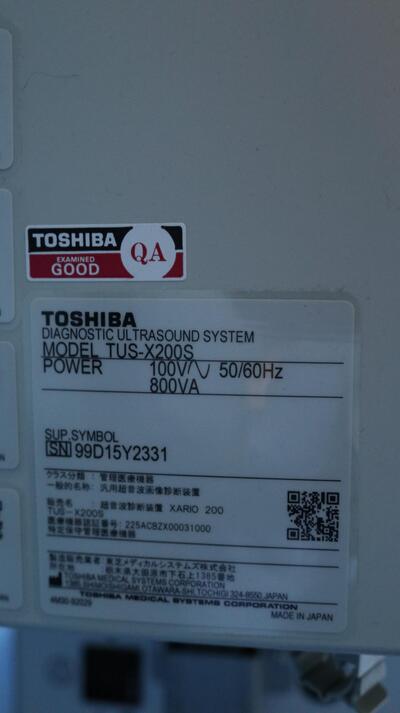 TOSHIBA
EXAMINED
GOOD
QA
TOSHIBA
DIAGNOSTIC ULTRASOUND SYSTEM
MODEL TUS-X200S
POWER 100V 50/60Hz
800VA
SUP.SYMBOL
SN 99D15Y2331
クラス分類 : 管理医療機器
一般的名称: 汎用超音波画像診断装置
販売名 : 超音波診断装置 XARIO 200
TUS-X200S
医療機器認証番号: 225ACBZX00031000
特定保守管理医療機器
製造販売業者 東芝メディカルシステムズ株式会社
所在地 栃木県大田原市下石上1385番地
TOSHIBA MEDICAL SYSTEMS CORPORATION
1385, SHIMOISHIGAMI, OTAWARA-SHI, TOCHIGI 324-8550, JAPAN
TOSHIBA MEDICAL SYSTEMS CORPORATION
4M30-92029
MADE IN JAPAN